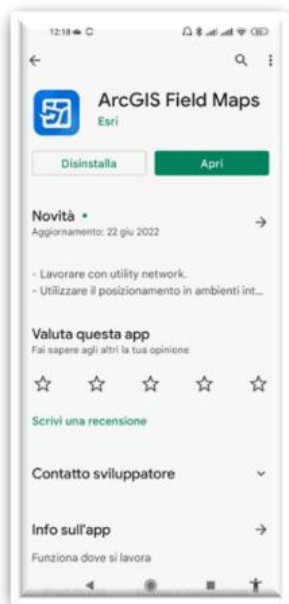 12:18
ArcGIS Field Maps
Esri
Disinstalla
Apri
Novità •
Aggiornamento: 22 giu 2022
- Lavorare con utility network.
- Utilizzare il posizionamento in ambienti int...
Valuta questa app
Fai sapere agli altri la tua opinione
Scrivi una recensione
Contatto sviluppatore
Info sull'app
Funziona dove si lavora